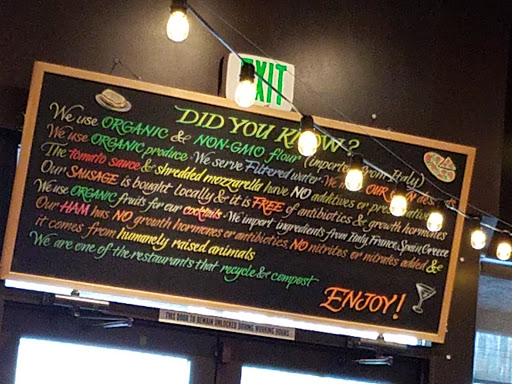 EXIT
DID YOU KNOW?
We use ORGANIC & NON-GMO flour (imported from Italy)
We use ORGANIC produce · We serve Filtered water · We make OUR OWN desserts
The tomato sauce & shredded mozzarella have NO additives or preservatives
Our SAUSAGE is bought locally & it is FREE of antibiotics & growth hormones
We use ORGANIC fruits for our cocktails · We import ingredients from Italy, France, Spain, Greece
Our HAM has NO growth hormones or antibiotics. NO nitrites or nitrates added &
it comes from humanely raised animals
We are one of the restaurants that recycle & compost
ENJOY!
THIS DOOR TO REMAIN UNLOCKED DURING WORKING HOURS